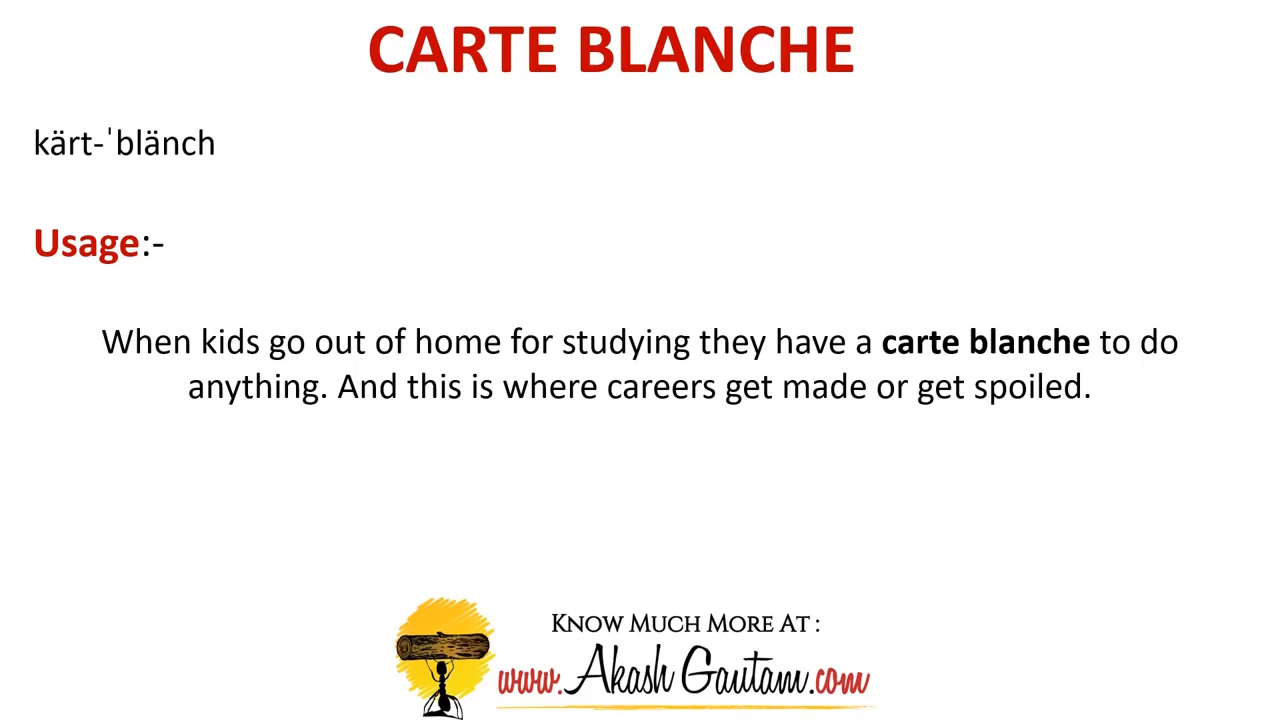 CARTE BLANCHE
kärt-ˈblänch
Usage:-
When kids go out of home for studying they have a carte blanche to do
anything. And this is where careers get made or get spoiled.
Know Much More At :
www.AkashGautam.com